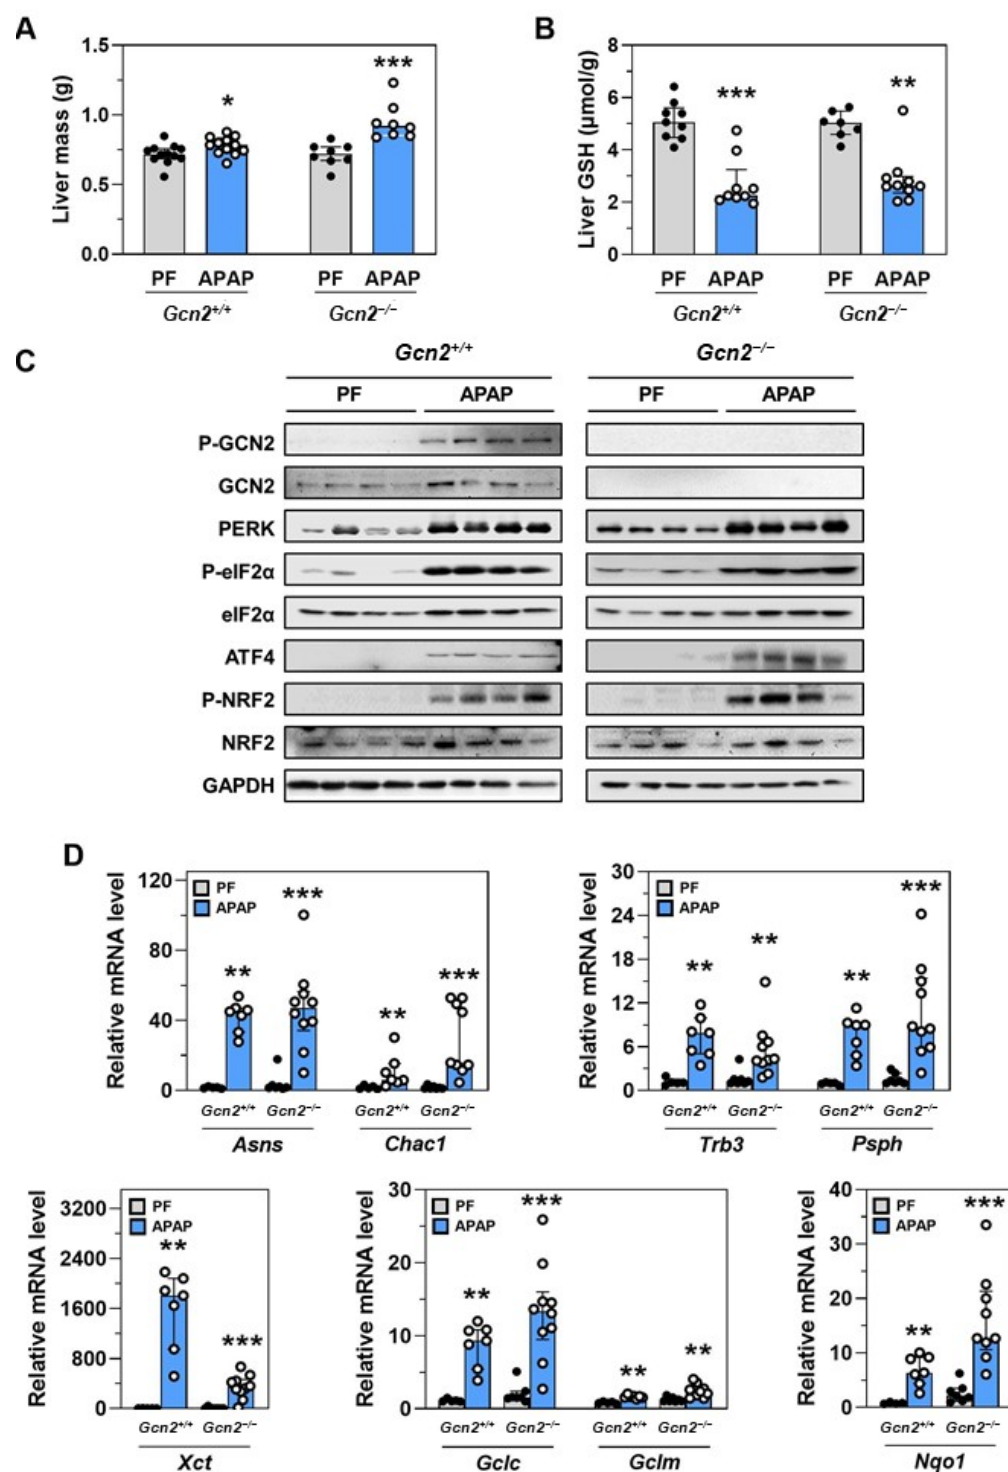 A
Liver mass (g)
1.5
1.0
0.5
0.0
*
***
PF APAP PF APAP
Gcn2+/+ Gcn2−/−
B
Liver GSH (µmol/g)
8
6
4
2
0
***
**
PF APAP PF APAP
Gcn2+/+ Gcn2−/−
C
Gcn2+/+ Gcn2−/−
PF APAP PF APAP
P-GCN2
GCN2
PERK
P-eIF2α
eIF2α
ATF4
P-NRF2
NRF2
GAPDH
D
Relative mRNA level
120
80
40
0
PF
APAP
** *** ** ***
Gcn2+/+ Gcn2−/− Gcn2+/+ Gcn2−/−
Asns Chac1
Relative mRNA level
30
24
18
12
6
0
PF
APAP
** ** ** ***
Gcn2+/+ Gcn2−/− Gcn2+/+ Gcn2−/−
Trb3 Psph
Relative mRNA level
3200
2400
1600
800
0
PF
APAP
** ***
Gcn2+/+ Gcn2−/−
Xct
Relative mRNA level
30
20
10
0
PF
APAP
** *** ** **
Gcn2+/+ Gcn2−/− Gcn2+/+ Gcn2−/−
Gclc Gclm
Relative mRNA level
40
30
20
10
0
PF
APAP
** ***
Gcn2+/+ Gcn2−/−
Nqo1